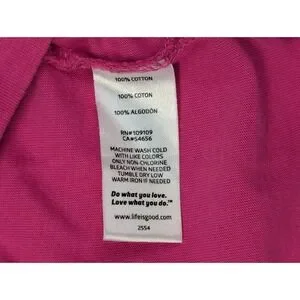 100% COTTON
100% COTON
100% ALGODÓN
RN#109109
CA#54656
MACHINE WASH COLD
WITH LIKE COLORS
ONLY NON-CHLORINE
BLEACH WHEN NEEDED
TUMBLE DRY LOW
WARM IRON IF NEEDED
Do what you love.
Love what you do.™
www.lifeisgood.com
2554